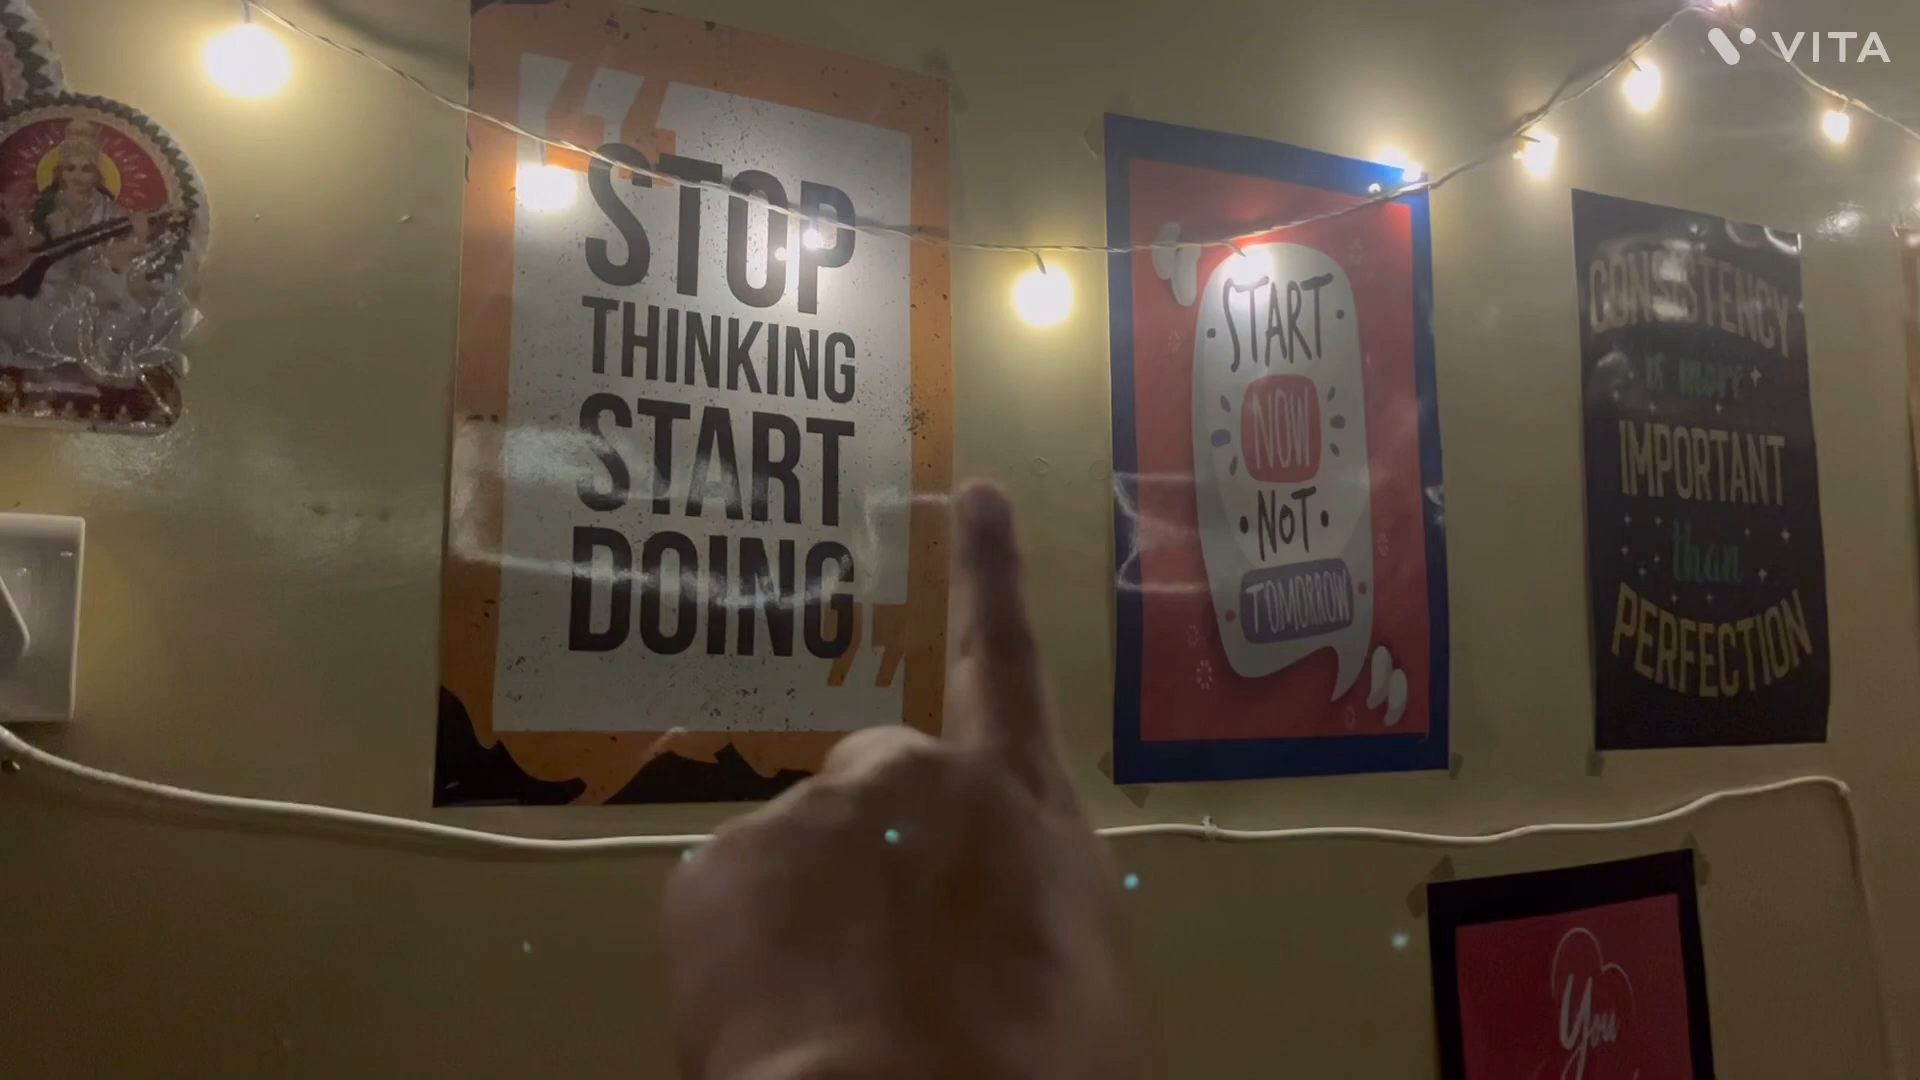 VITA
STOP
THINKING
START
DOING
START
NOW
NOT
TOMORROW
CONSISTENCY
is more
IMPORTANT
than
PERFECTION
You